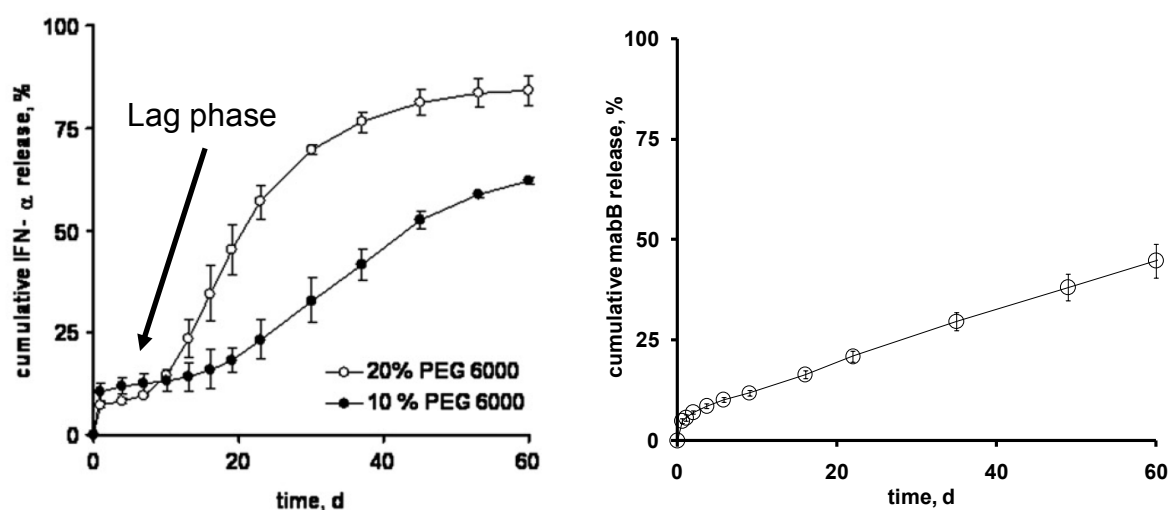 100
75
50
25
0
cumulative IFN- α release, %
Lag phase
20% PEG 6000
10 % PEG 6000
0
20
40
60
time, d
100
75
50
25
0
cumulative mabB release, %
0
20
40
60
time, d